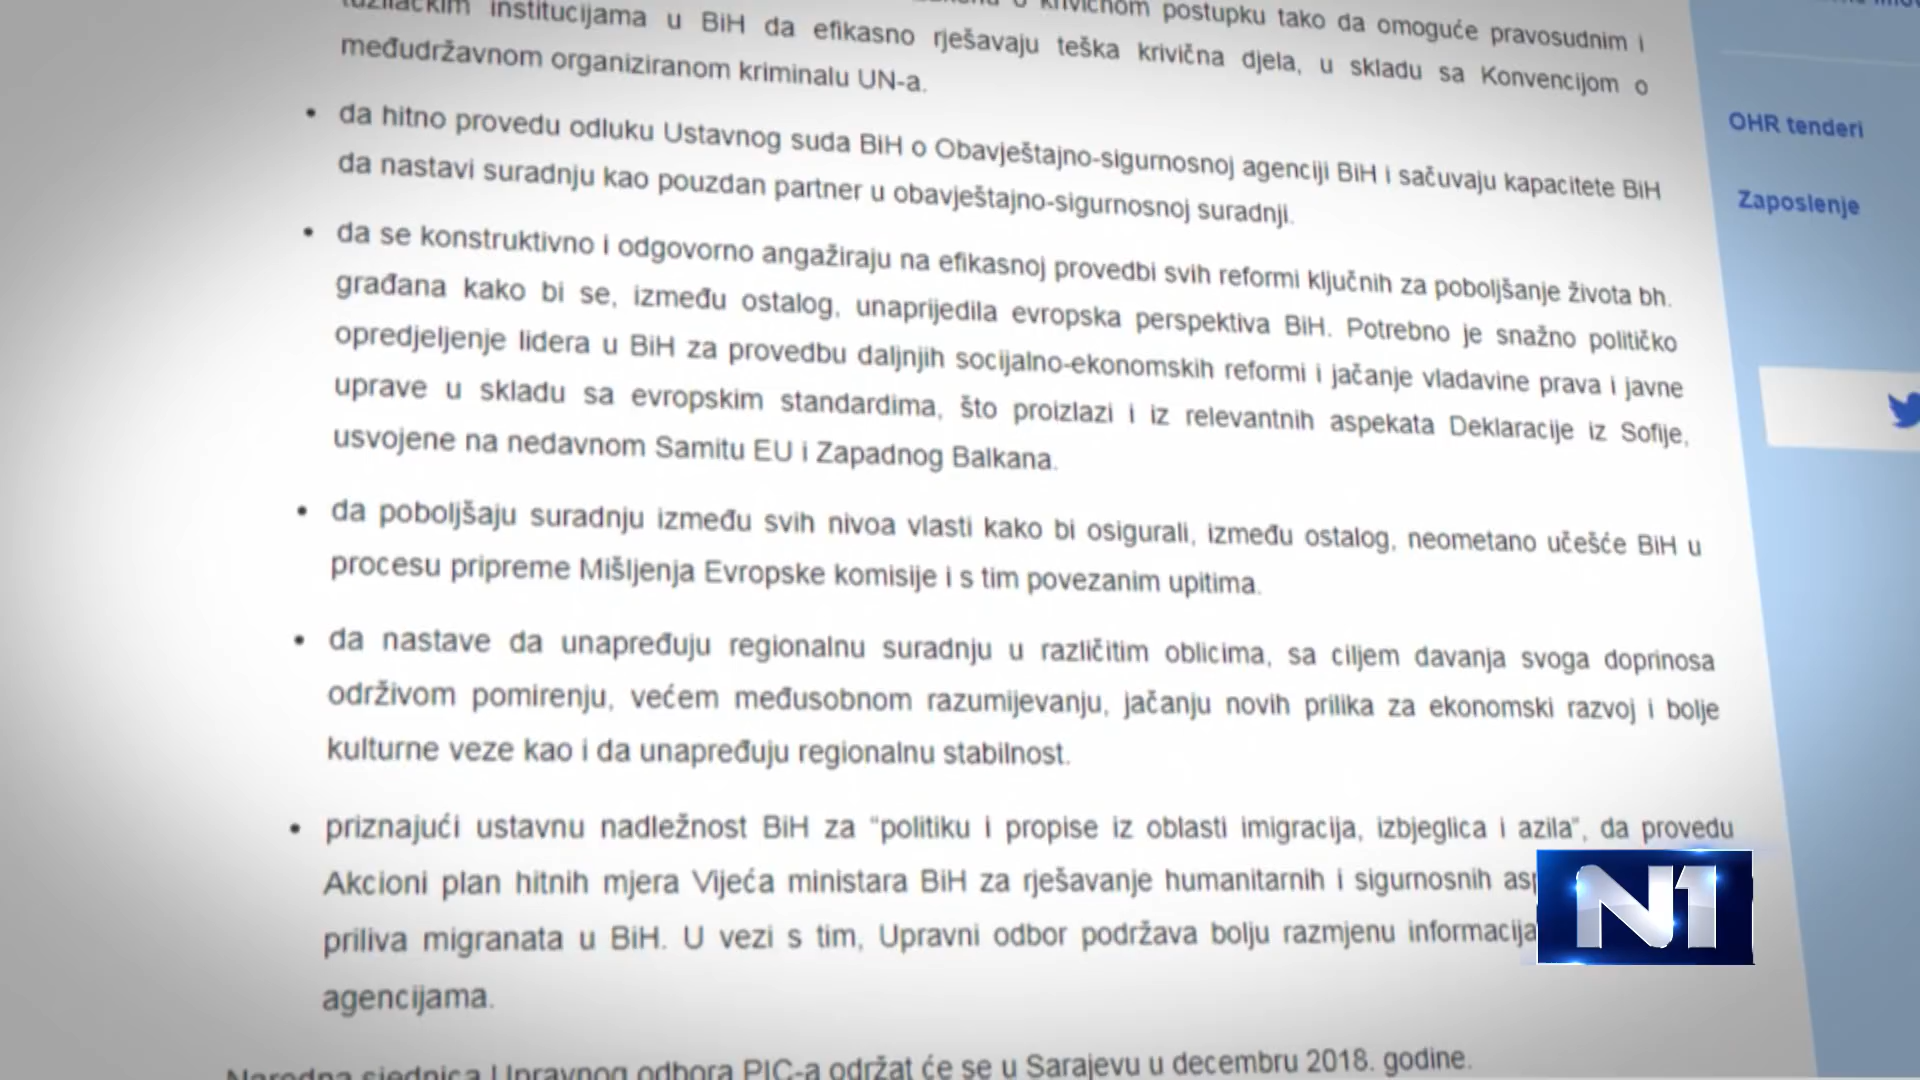 institucijama u BiH da efikasno rješavaju teška krivična djela, u skladu sa Konvencijom o
krivičnom postupku tako da omoguće pravosudnim i
međudržavnom organiziranom kriminalu UN-a.
• da hitno provedu odluku Ustavnog suda BiH o Obavještajno-sigurnosnoj agenciji BiH i sačuvaju kapacitete BiH
da nastavi suradnju kao pouzdan partner u obavještajno-sigurnosnoj suradnji.
• da se konstruktivno i odgovorno angažiraju na efikasnoj provedbi svih reformi ključnih za poboljšanje života bh.
građana kako bi se, između ostalog, unaprijedila evropska perspektiva BiH. Potrebno je snažno političko
opredjeljenje lidera u BiH za provedbu daljnjih socijalno-ekonomskih reformi i jačanje vladavine prava i javne
uprave u skladu sa evropskim standardima, što proizlazi i iz relevantnih aspekata Deklaracije iz Sofije,
usvojene na nedavnom Samitu EU i Zapadnog Balkana.
• da poboljšaju suradnju između svih nivoa vlasti kako bi osigurali, između ostalog, neometano učešće BiH u
procesu pripreme Mišljenja Evropske komisije i s tim povezanim upitima.
• da nastave da unapređuju regionalnu suradnju u različitim oblicima, sa ciljem davanja svoga doprinosa
održivom pomirenju, većem međusobnom razumijevanju, jačanju novih prilika za ekonomski razvoj i bolje
kulturne veze kao i da unapređuju regionalnu stabilnost.
• priznajući ustavnu nadležnost BiH za "politiku i propise iz oblasti imigracija, izbjeglica i azila", da provedu
Akcioni plan hitnih mjera Vijeća ministara BiH za rješavanje humanitarnih i sigurnosnih
priliva migranata u BiH. U vezi s tim, Upravni odbor podržava bolju razmjenu informacija
agencijama.
sjednica Upravnog odbora PIC-a održat će se u Sarajevu u decembru 2018. godine.
OHR tenderi
Zaposlenje
N1